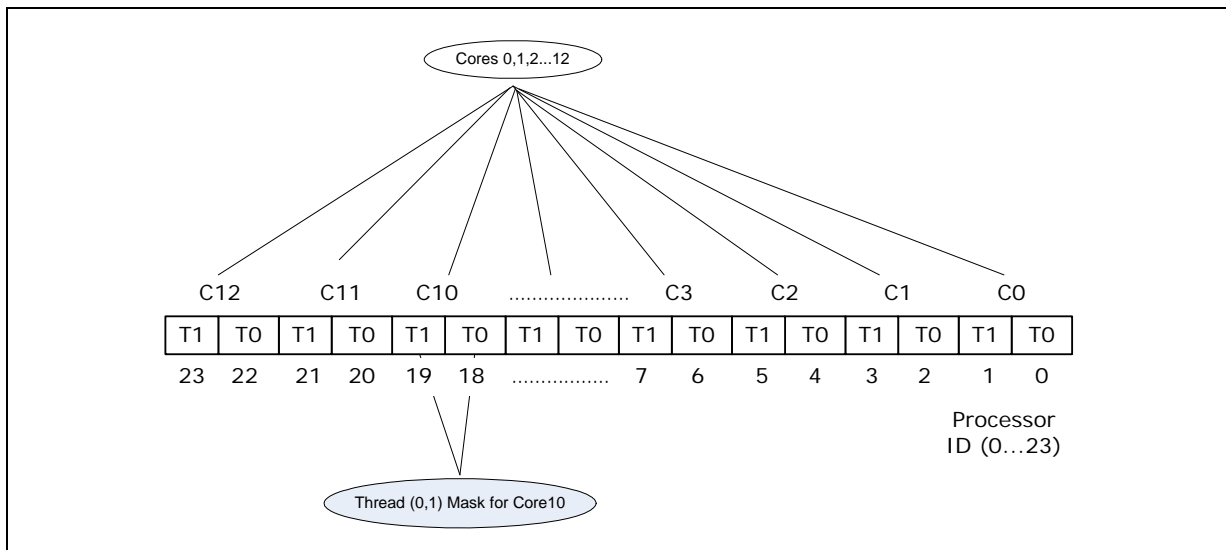 Cores 0,1,2...12
C12 C11 C10 ..................... C3 C2 C1 C0
T1 T0 T1 T0 T1 T0 T1 T0 T1 T0 T1 T0 T1 T0 T1 T0
23 22 21 20 19 18 ................. 7 6 5 4 3 2 1 0
Processor
ID (0...23)
Thread (0,1) Mask for Core10